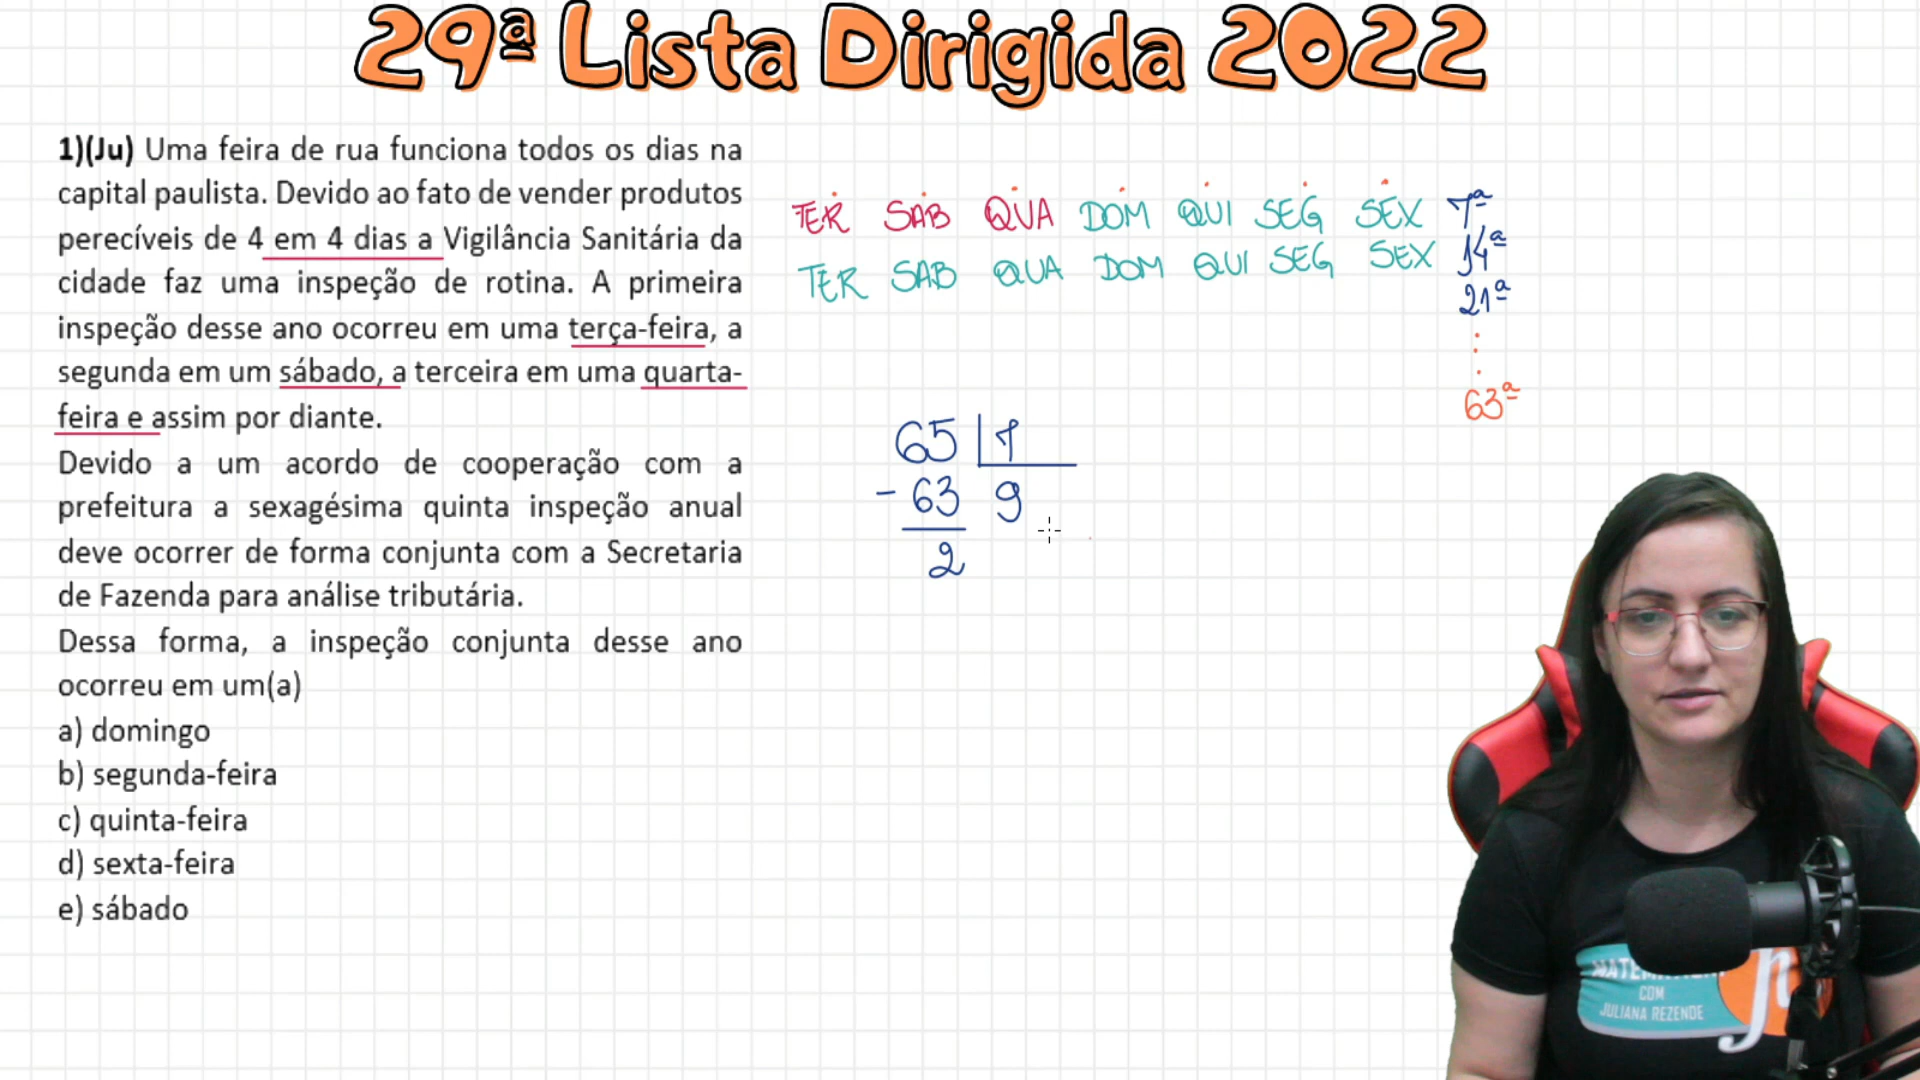 29ª Lista Dirigida 2022
1)(Ju) Uma feira de rua funciona todos os dias na
capital paulista. Devido ao fato de vender produtos
perecíveis de 4 em 4 dias a Vigilância Sanitária da
cidade faz uma inspeção de rotina. A primeira
inspeção desse ano ocorreu em uma terça-feira, a
segunda em um sábado, a terceira em uma quarta-
feira e assim por diante.
Devido a um acordo de cooperação com a
prefeitura a sexagésima quinta inspeção anual
deve ocorrer de forma conjunta com a Secretaria
de Fazenda para análise tributária.
Dessa forma, a inspeção conjunta desse ano
ocorreu em um(a)
a) domingo
b) segunda-feira
c) quinta-feira
d) sexta-feira
e) sábado
TER SAB QUA DOM QUI SEG SEX 7ª
TER SAB QUA DOM QUI SEG SEX 14ª
21ª
63ª
65 7
- 63 9
2
COM
JULIANA REZENDE